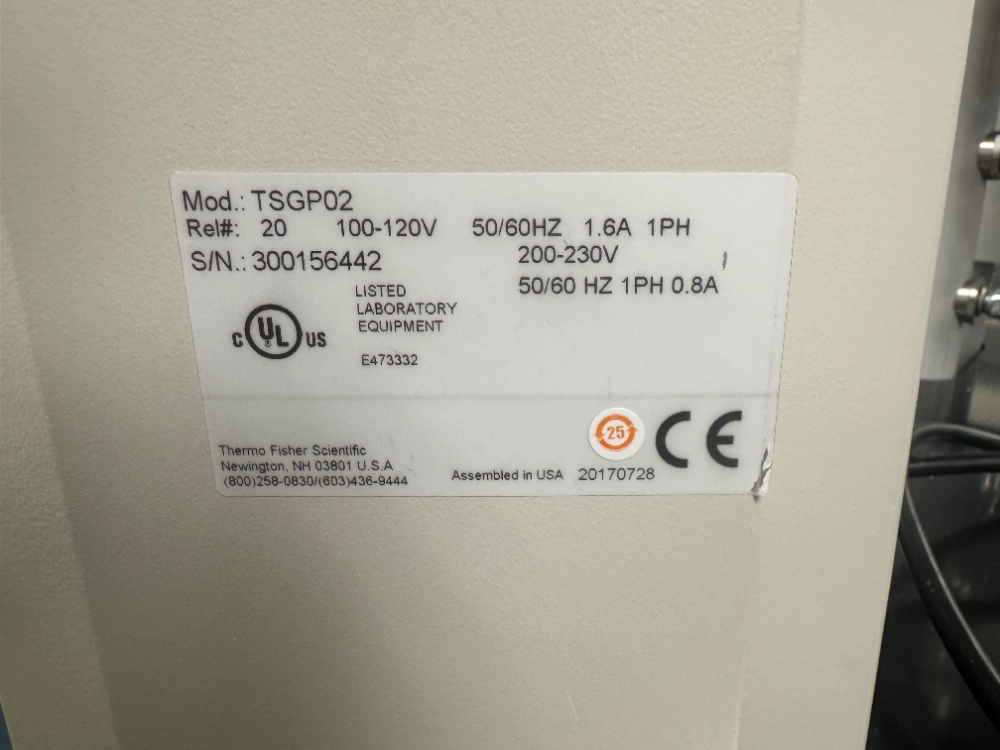 Mod.: TSGP02
Rel#: 20 100-120V 50/60HZ 1.6A 1PH
S/N.: 300156442 200-230V
50/60 HZ 1PH 0.8A
LISTED
LABORATORY
EQUIPMENT
E473332
C UL US
®
25
CE
Thermo Fisher Scientific
Newington, NH 03801 U.S.A
(800)258-0830/(603)436-9444
Assembled in USA 20170728